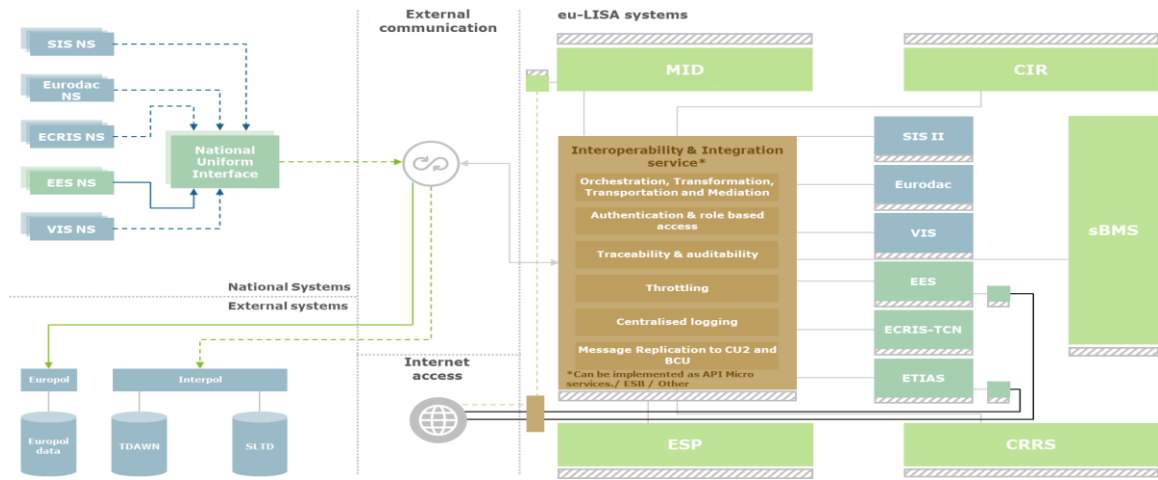 External
communication
eu-LISA systems
SIS NS
Eurodac
NS
ECRIS NS
EES NS
VIS NS
National
Uniform
Interface
National Systems
External systems
Europol
Interpol
Europol
data
TDAWN
SLTD
Internet
access
MID
CIR
Interoperability & Integration
service*
Orchestration, Transformation,
Transportation and Mediation
Authentication & role based
access
Traceability & auditability
Throttling
Centralised logging
Message Replication to CU2 and
BCU
*Can be implemented as API Micro
services./ ESB / Other
SIS II
Eurodac
VIS
EES
ECRIS-TCN
ETIAS
sBMS
ESP
CRRS